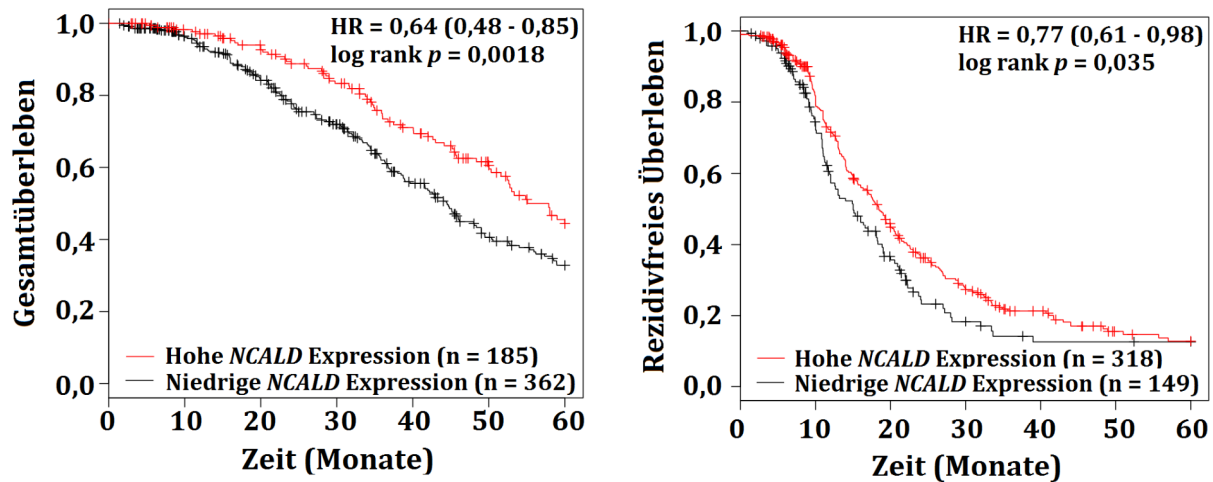 HR = 0,64 (0,48 - 0,85)
log rank p = 0,0018
Gesamtüberleben
1,0
0,8
0,6
0,4
0,2
0,0
Hohe NCALD Expression (n = 185)
Niedrige NCALD Expression (n = 362)
0 10 20 30 40 50 60
Zeit (Monate)
HR = 0,77 (0,61 - 0,98)
log rank p = 0,035
Rezidivfreies Überleben
1,0
0,8
0,6
0,4
0,2
0,0
Hohe NCALD Expression (n = 318)
Niedrige NCALD Expression (n = 149)
0 10 20 30 40 50 60
Zeit (Monate)